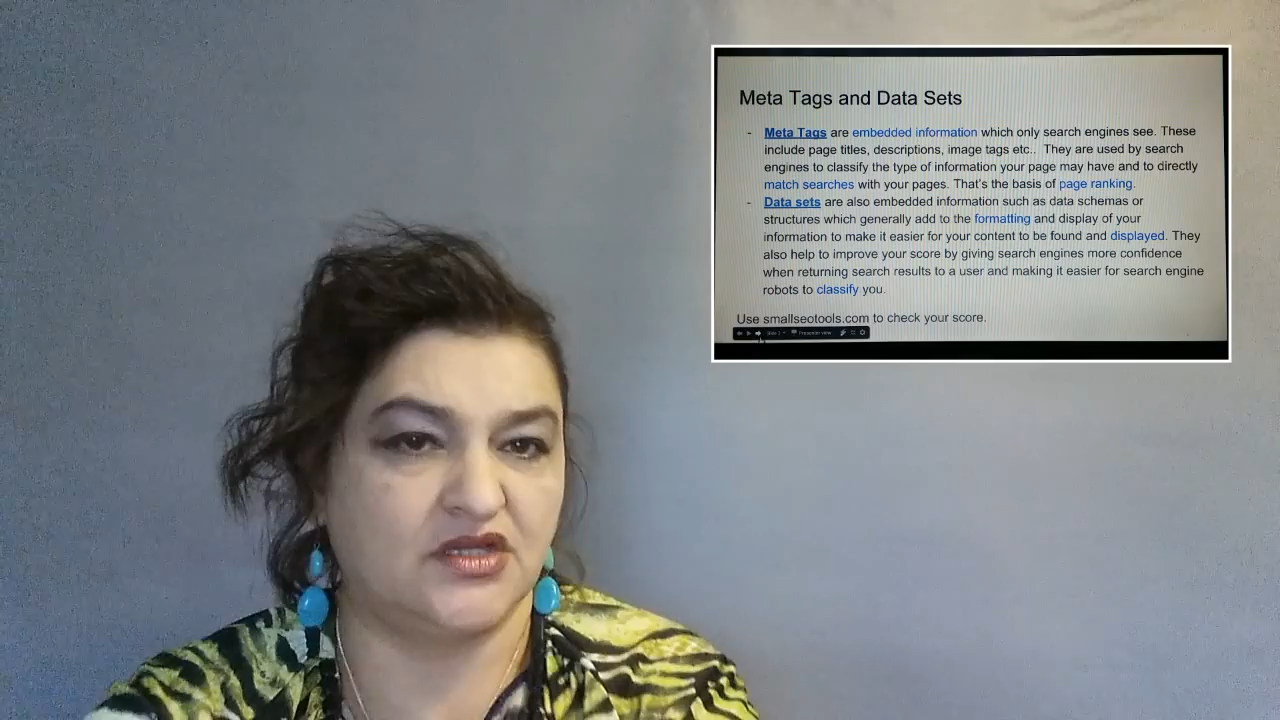 Meta Tags and Data Sets
- Meta Tags are embedded information which only search engines see. These
include page titles, descriptions, image tags etc.. They are used by search
engines to classify the type of information your page may have and to directly
match searches with your pages. That's the basis of page ranking.
- Data sets are also embedded information such as data schemas or
structures which generally add to the formatting and display of your
information to make it easier for your content to be found and displayed. They
also help to improve your score by giving search engines more confidence
when returning search results to a user and making it easier for search engine
robots to classify you.
Use smallseotools.com to check your score.
Slide 1
Presenter view